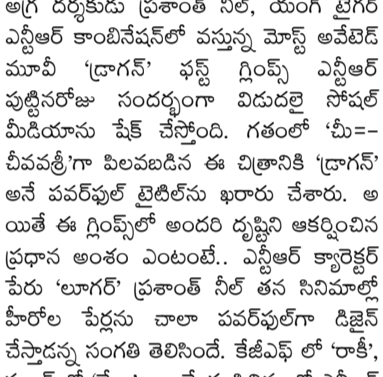 అగ్ర దర్శకుడు ప్రశాంత్ నీల్, యంగ్ టైగర్
ఎన్టీఆర్ కాంబినేషన్‌లో వస్తున్న మోస్ట్ అవేటెడ్
మూవీ ‘డ్రాగన్’ ఫస్ట్ గ్లింప్స్ ఎన్టీఆర్
పుట్టినరోజు సందర్భంగా విడుదలై సోషల్
మీడియాను షేక్ చేస్తోంది. గతంలో ‘మీ=–
చీవవశ్రీ’గా పిలవబడిన ఈ చిత్రానికి ‘డ్రాగన్’
అనే పవర్‌ఫుల్ టైటిల్‌ను ఖరారు చేశారు. అ
యితే ఈ గ్లింప్స్‌లో అందరి దృష్టిని ఆకర్షించిన
ప్రధాన అంశం ఎంటంటే.. ఎన్టీఆర్ క్యారెక్టర్
పేరు ‘లూగర్’ ప్రశాంత్ నీల్ తన సినిమాల్లో
హీరోల పేర్లను చాలా పవర్‌ఫుల్‌గా డిజైన్
చేస్తాడన్న సంగతి తెలిసిందే. కేజీఎఫ్ లో ‘రాకీ’,